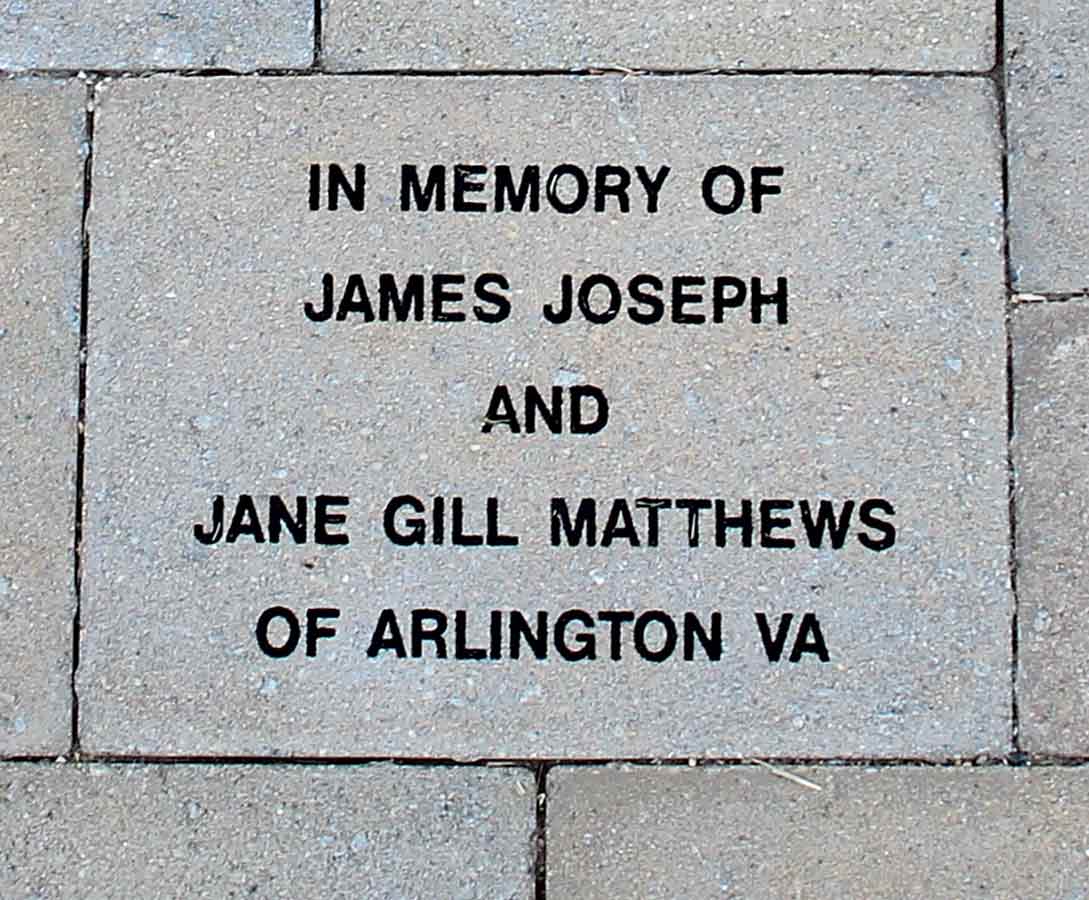 IN MEMORY OF
JAMES JOSEPH
AND
JANE GILL MATTHEWS
OF ARLINGTON VA